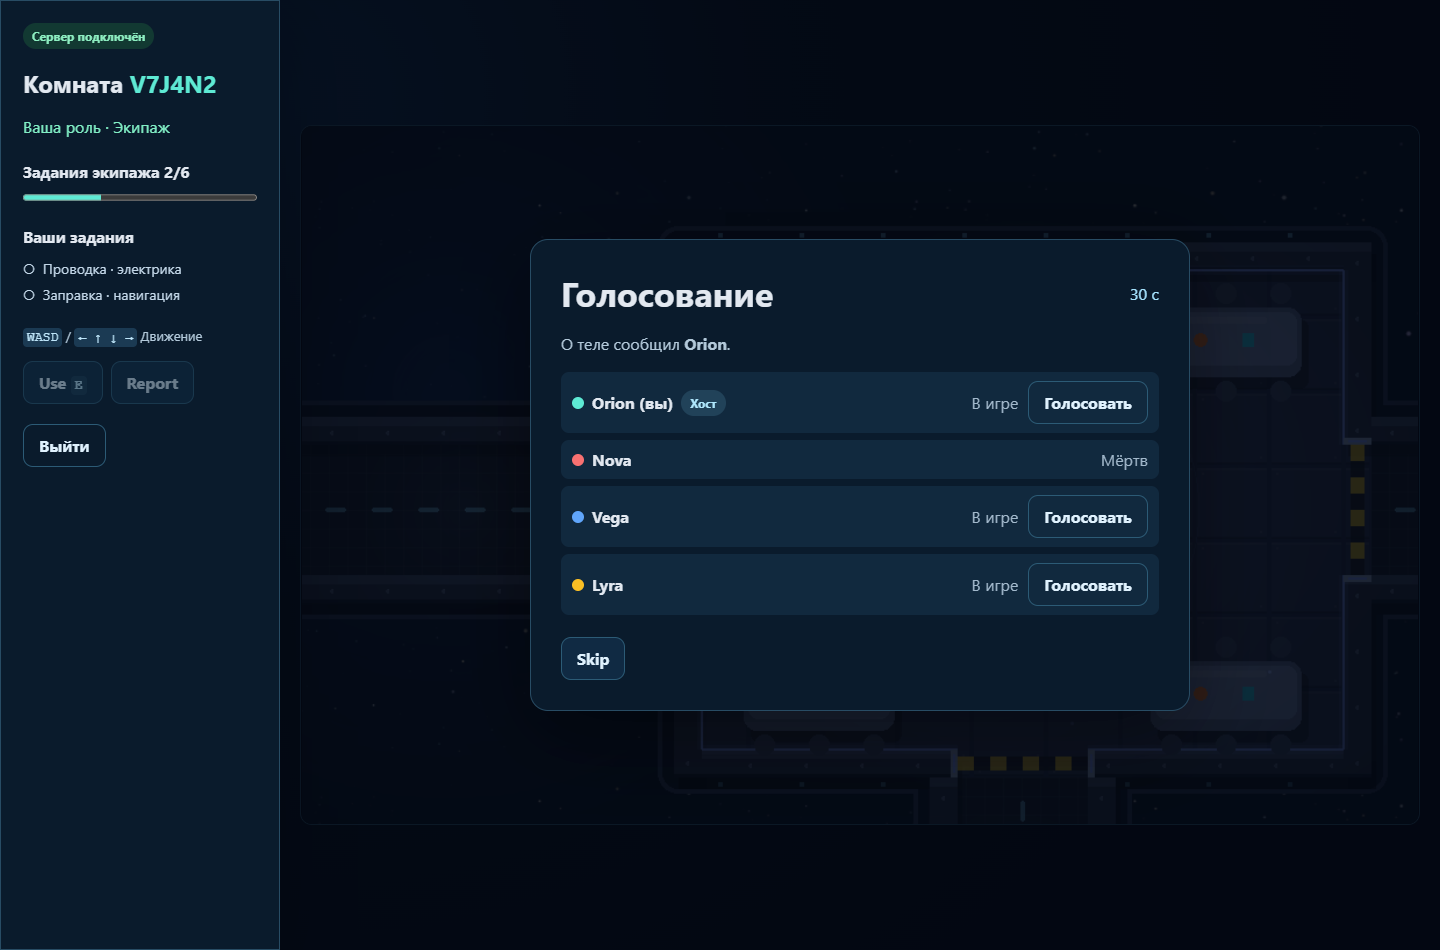 Сервер подключён
Комната V7J4N2
Ваша роль · Экипаж
Задания экипажа 2/6
Ваши задания
Проводка · электрика
Заправка · навигация
WASD / ← ↑ ↓ → Движение
Use E Report
Выйти
Голосование 30 с
О теле сообщил Orion.
Orion (вы) Хост В игре Голосовать
Nova Мёртв
Vega В игре Голосовать
Lyra В игре Голосовать
Skip